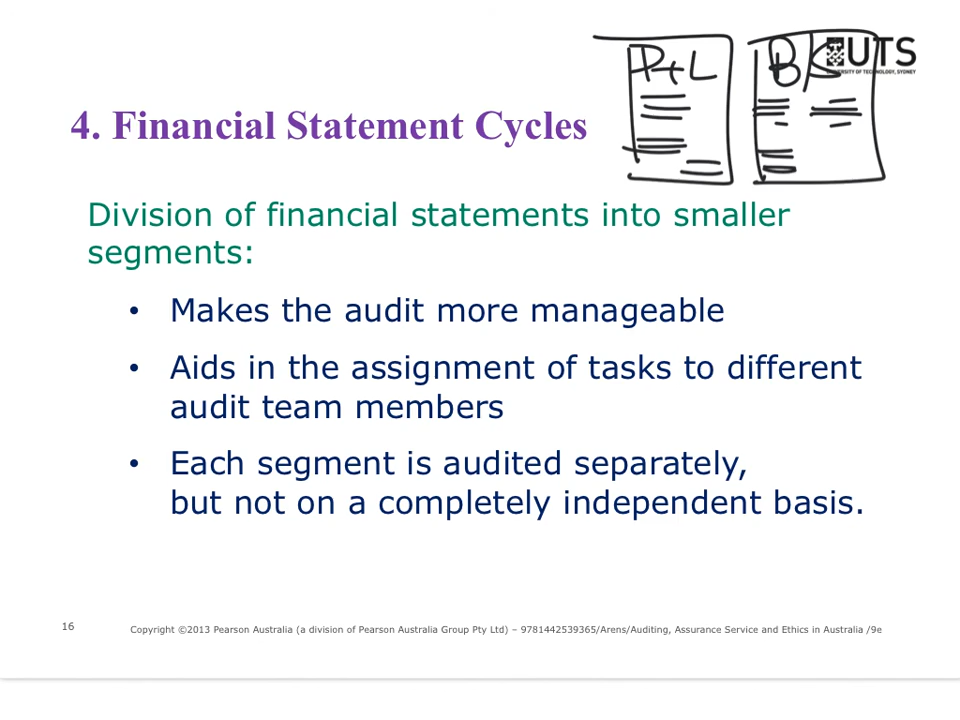 P+L
B/S
UTS
UNIVERSITY OF TECHNOLOGY, SYDNEY
4. Financial Statement Cycles
Division of financial statements into smaller
segments:
• Makes the audit more manageable
• Aids in the assignment of tasks to different
audit team members
• Each segment is audited separately,
but not on a completely independent basis.
16
Copyright ©2013 Pearson Australia (a division of Pearson Australia Group Pty Ltd) – 9781442539365/Arens/Auditing, Assurance Service and Ethics in Australia /9e